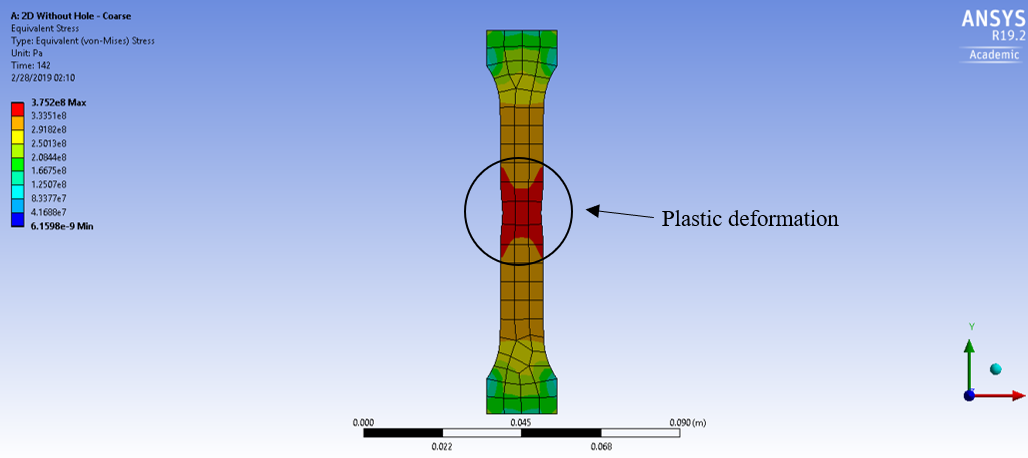 A: 2D Without Hole - Coarse
Equivalent Stress
Type: Equivalent (von-Mises) Stress
Unit: Pa
Time: 142
2/28/2019 02:10
3.752e8 Max
3.3351e8
2.9182e8
2.5013e8
2.0844e8
1.6675e8
1.2507e8
8.3377e7
4.1688e7
6.1598e-9 Min
ANSYS
R19.2
Academic
Plastic deformation
Y
0.000 0.045 0.090 (m)
0.022 0.068